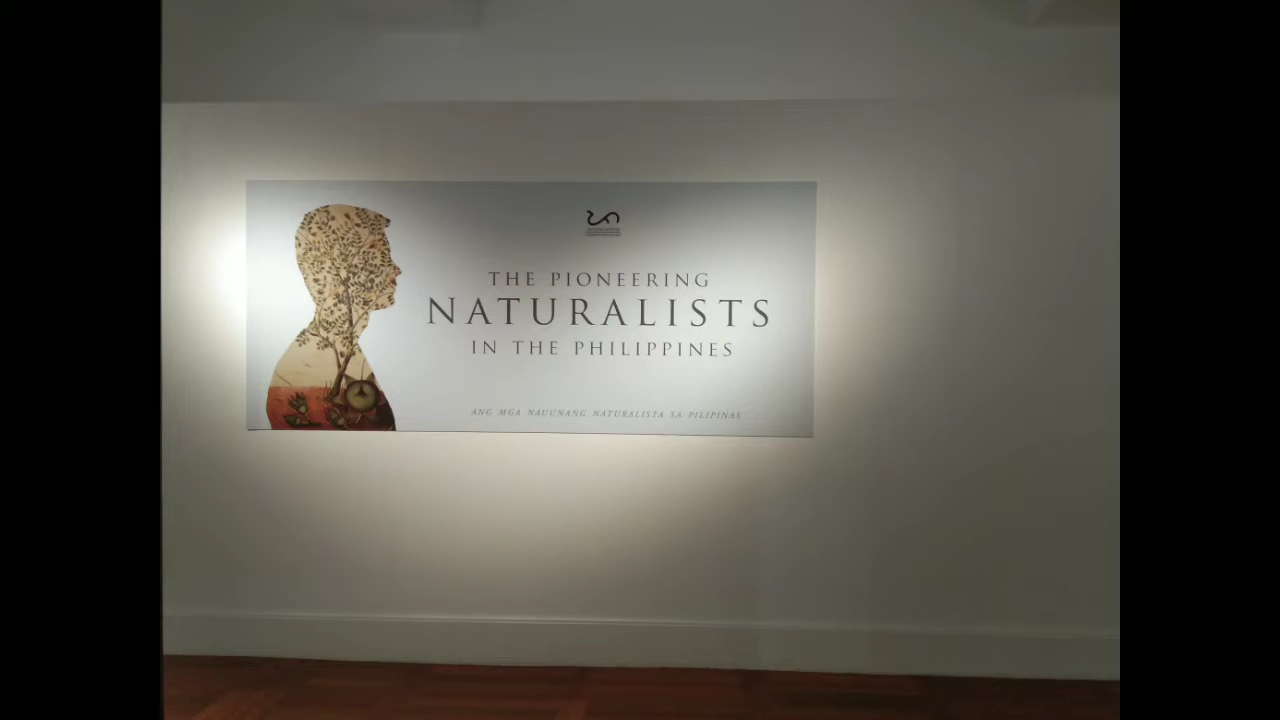 THE PIONEERING
NATURALISTS
IN THE PHILIPPINES
ANG MGA NAUUNANG NATURALISTA SA PILIPINAS